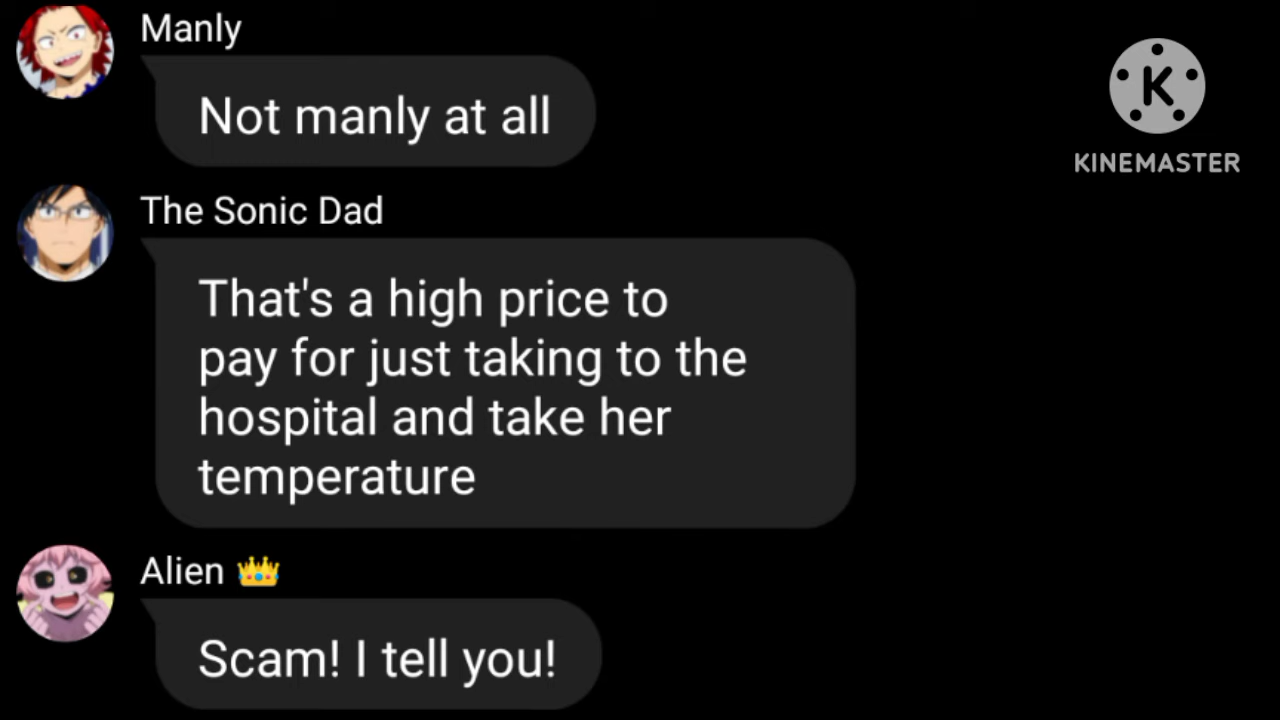 Manly
Not manly at all
K
KINEMASTER
The Sonic Dad
That's a high price to
pay for just taking to the
hospital and take her
temperature
Alien 👑
Scam! I tell you!